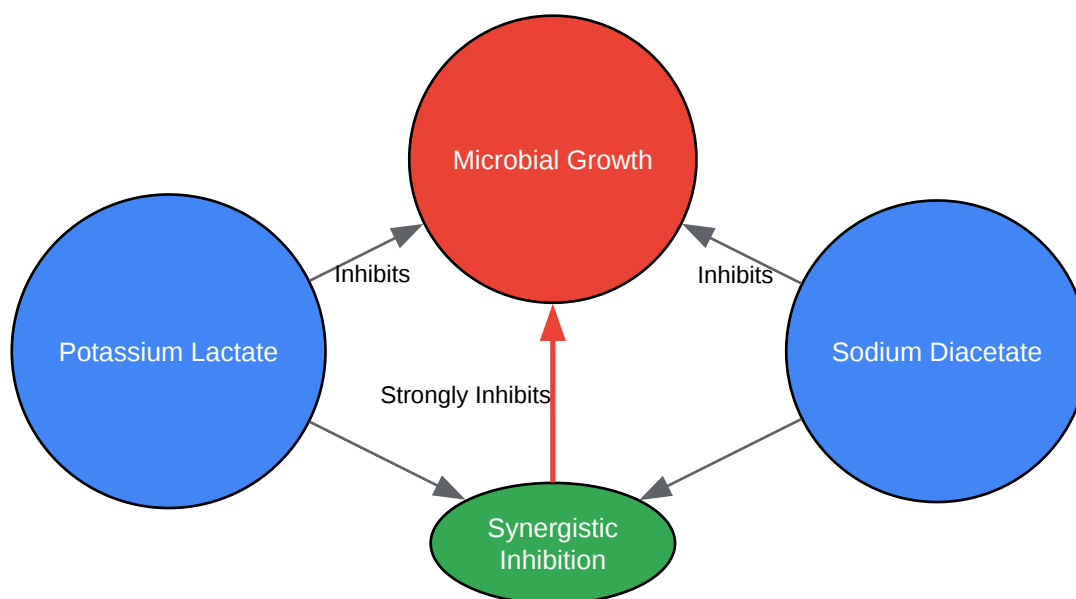 Microbial Growth
Inhibits
Inhibits
Potassium Lactate
Sodium Diacetate
Strongly Inhibits
Synergistic
Inhibition